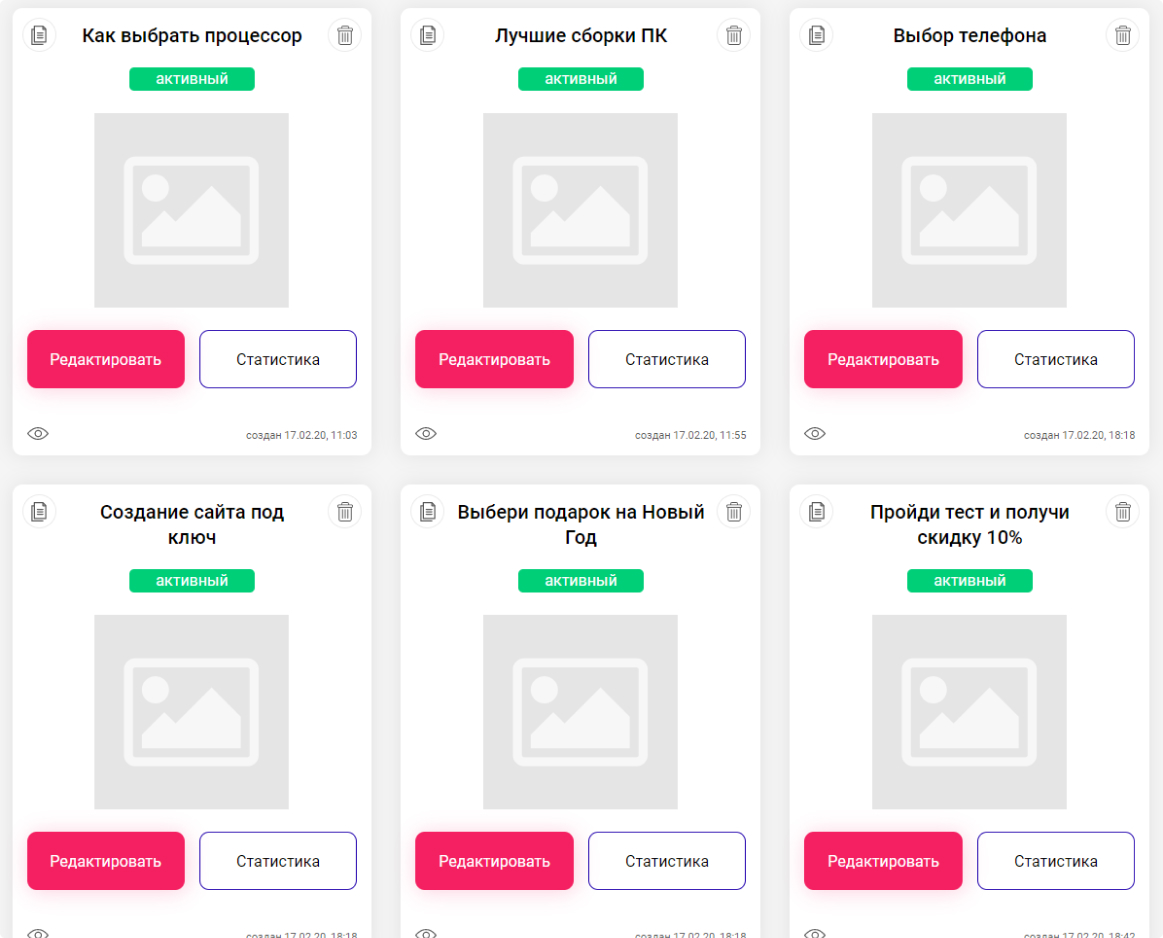 Как выбрать процессор
активный
Редактировать
Статистика
создан 17.02.20, 11:03
Лучшие сборки ПК
активный
Редактировать
Статистика
создан 17.02.20, 11:55
Выбор телефона
активный
Редактировать
Статистика
создан 17.02.20, 18:18
Создание сайта под
ключ
активный
Редактировать
Статистика
создан 17.02.20, 18:18
Выбери подарок на Новый
Год
активный
Редактировать
Статистика
создан 17.02.20, 18:18
Пройди тест и получи
скидку 10%
активный
Редактировать
Статистика
создан 17.02.20, 18:42